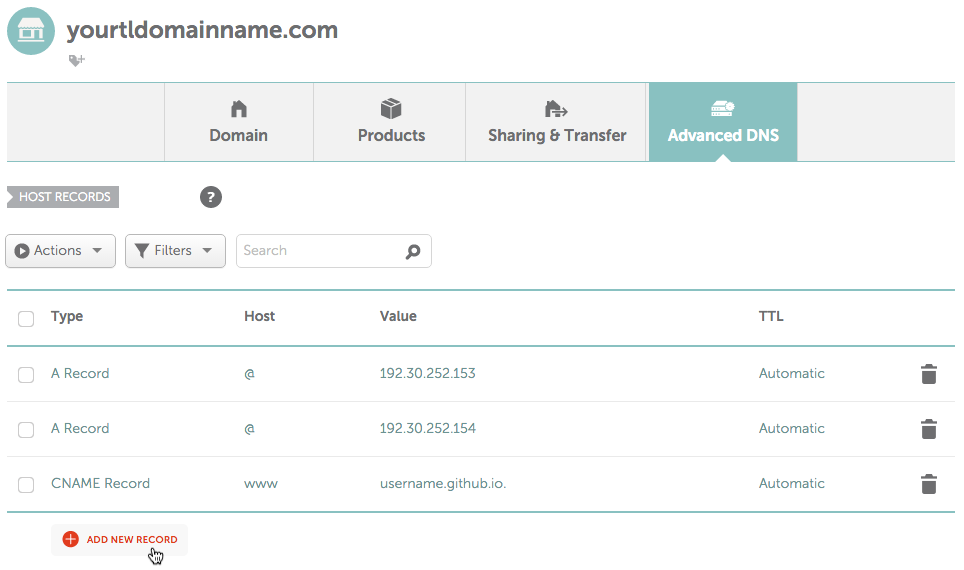 yourtldomainname.com
Domain Products Sharing & Transfer Advanced DNS
HOST RECORDS ?
Actions Filters Search
Type Host Value TTL
A Record @ 192.30.252.153 Automatic
A Record @ 192.30.252.154 Automatic
CNAME Record www username.github.io. Automatic
ADD NEW RECORD